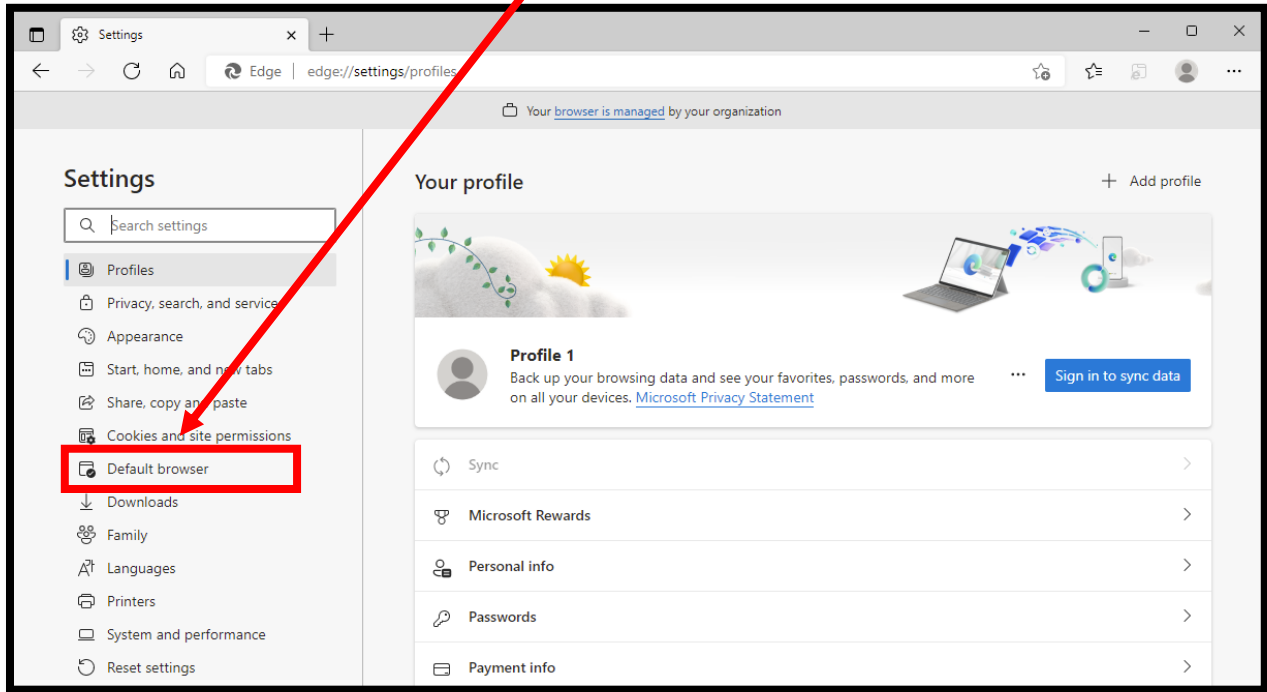 Settings
Edge
edge://settings/profiles
Your browser is managed by your organization
Settings
Search settings
Profiles
Privacy, search, and service
Appearance
Start, home, and new tabs
Share, copy and paste
Cookies and site permissions
Default browser
Downloads
Family
Languages
Printers
System and performance
Reset settings
Your profile
Add profile
Profile 1
Back up your browsing data and see your favorites, passwords, and more
on all your devices. Microsoft Privacy Statement
Sign in to sync data
Sync
Microsoft Rewards
Personal info
Passwords
Payment info